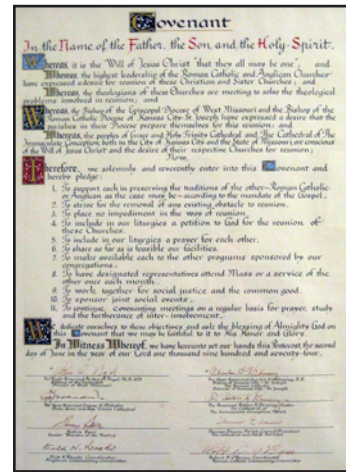 Covenant
In the Name of the Father, the Son and the Holy Spirit.
Whereas, it is the Will of Jesus Christ "that they all may be one"; and
Whereas, the highest leadership of the Roman Catholic and Anglican Churches
have expressed a desire for reunion of these Christian and Sister Churches; and
Whereas, the theologians of these Churches are meeting to solve the theological
problems involved in reunion; and
Whereas, the Bishop of the Episcopal Diocese of West Missouri and the Bishop of the
Roman Catholic Diocese of Kansas City-St. Joseph have expressed a desire that the
parishes in their Diocese prepare themselves for this reunion; and
Whereas, the peoples of Grace and Holy Trinity Cathedral, and The Cathedral of The
Immaculate Conception, both in the City of Kansas City and the State of Missouri, are conscious
of the Will of Jesus Christ and the desire of their respective Churches for reunion;
Now,
Therefore, we solemnly and reverently enter into this Covenant and
hereby pledge:
1. To support each in preserving the traditions of the other-Roman Catholic
or Anglican as the case may be-according to the mandate of the Gospel.
2. To strive for the removal of any existing obstacle to reunion.
3. To place no impediment in the way of reunion.
4. To include in our liturgies a petition to God for the reunion of
these Churches.
5. To include in our liturgies a prayer for each other.
6. To share as far as is feasible our facilities.
7. To make available each to the other programs sponsored by our
congregations.
8. To have designated representatives attend Mass or a service of the
other once each month.
9. To work together for social justice and the common good.
10. To sponsor joint social events.
11. To continue covenanting meetings on a regular basis for prayer, study
and the furtherance of inter-involvement.
We dedicate ourselves to these objectives and ask the blessing of Almighty God on
this Covenant that we may be faithful to it to His Honor and Glory.
In Witness Whereof, we have hereunto set our hands this Pentecost, the second
day of June in the year of our Lord one thousand nine hundred and seventy-four.